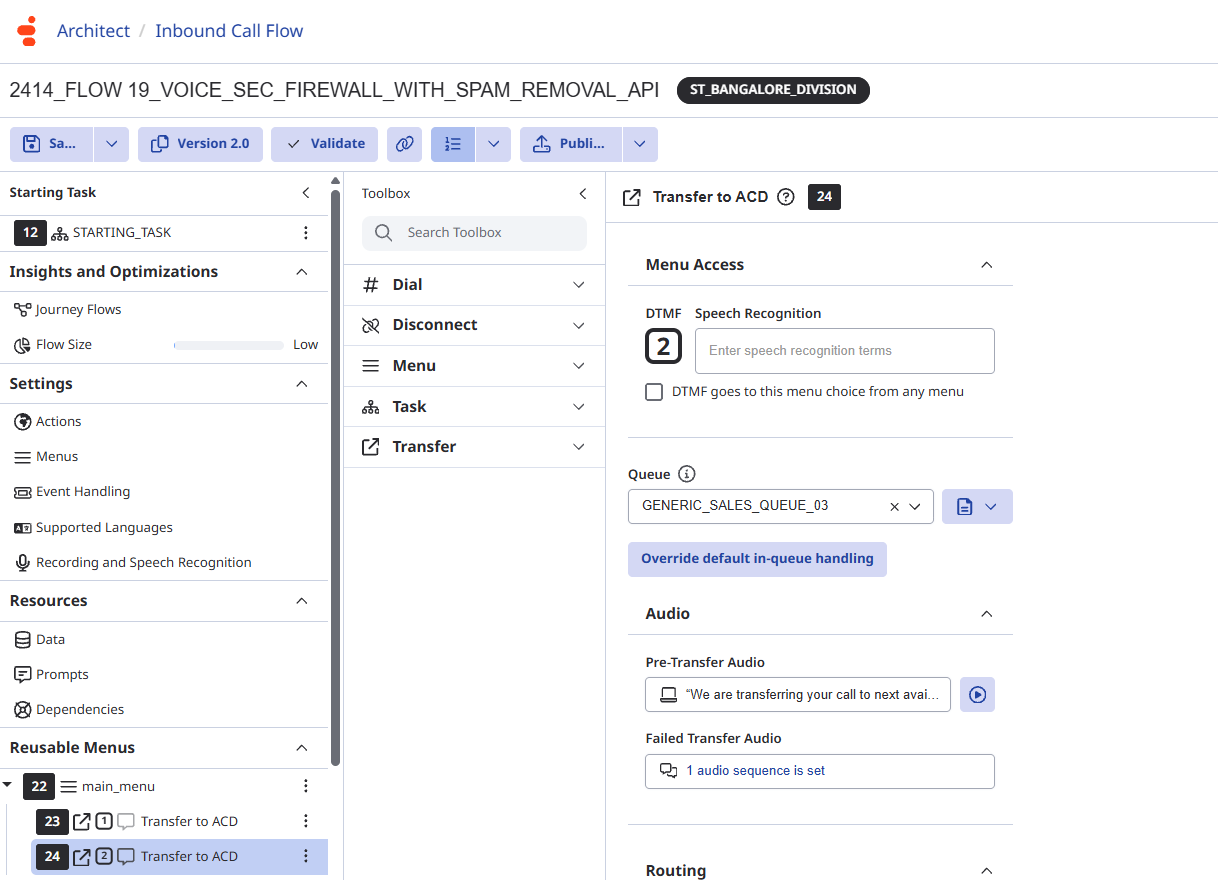 Architect / Inbound Call Flow
2414_FLOW 19_VOICE_SEC_FIREWALL_WITH_SPAM_REMOVAL_API ST_BANGALORE_DIVISION
Sa... Version 2.0 Validate Publi...
Starting Task
12 STARTING_TASK
Insights and Optimizations
Journey Flows
Flow Size Low
Settings
Actions
Menus
Event Handling
Supported Languages
Recording and Speech Recognition
Resources
Data
Prompts
Dependencies
Reusable Menus
22 main_menu
23 1 Transfer to ACD
24 2 Transfer to ACD
Toolbox
Search Toolbox
Dial
Disconnect
Menu
Task
Transfer
Transfer to ACD 24
Menu Access
DTMF Speech Recognition
2 Enter speech recognition terms
DTMF goes to this menu choice from any menu
Queue
GENERIC_SALES_QUEUE_03
Override default in-queue handling
Audio
Pre-Transfer Audio
“We are transferring your call to next avai...
Failed Transfer Audio
1 audio sequence is set
Routing